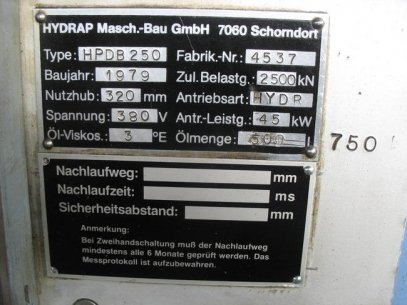 HYDRAP Masch.-Bau GmbH 7060 Schorndorf
Type: HPDB250 Fabrik.-Nr.: 4537
Baujahr: 1979 Zul. Belastg.: 2500 kN
Nutzhub: 320 mm Antriebsart: HYDR
Spannung: 380 V Antr.-Leistg.: 45 kW
Öl-Viskos.: 3 °E Ölmenge: 500 l 750
Nachlaufweg: mm
Nachlaufzeit: ms
Sicherheitsabstand: mm
Anmerkung:
Bei Zweihandschaltung muß der Nachlaufweg
mindestens alle 6 Monate geprüft werden. Das
Messprotokoll ist aufzubewahren.